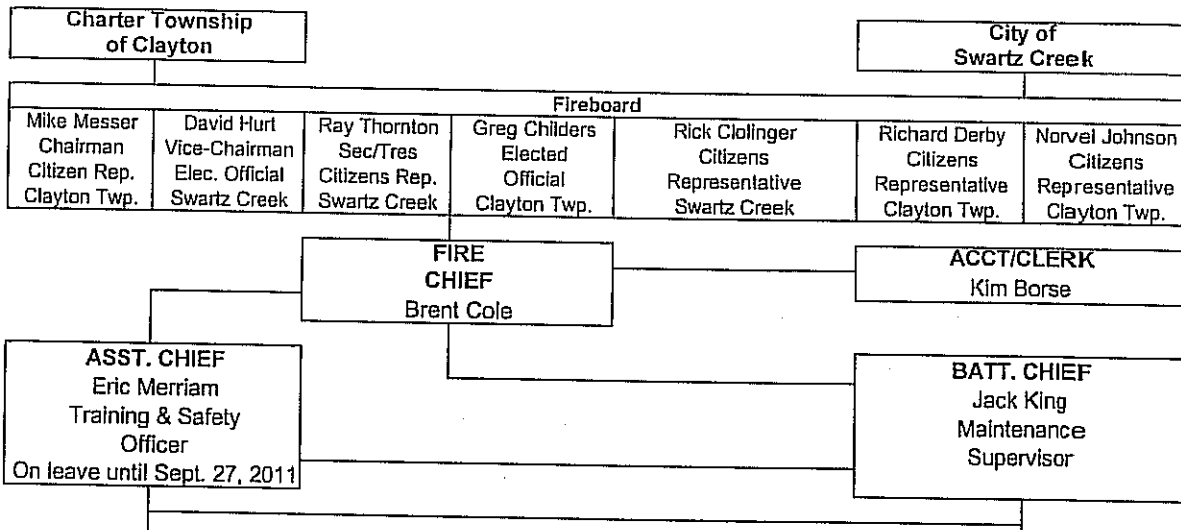 Charter Township
of Clayton
City of
Swartz Creek
Fireboard
Mike Messer
Chairman
Citizen Rep.
Clayton Twp.
David Hurt
Vice-Chairman
Elec. Official
Swartz Creek
Ray Thornton
Sec/Tres
Citizens Rep.
Swartz Creek
Greg Childers
Elected
Official
Clayton Twp.
Rick Clolinger
Citizens
Representative
Swartz Creek
Richard Derby
Citizens
Representative
Clayton Twp.
Norvel Johnson
Citizens
Representative
Clayton Twp.
FIRE
CHIEF
Brent Cole
ACCT/CLERK
Kim Borse
ASST. CHIEF
Eric Merriam
Training & Safety
Officer
On leave until Sept. 27, 2011
BATT. CHIEF
Jack King
Maintenance
Supervisor